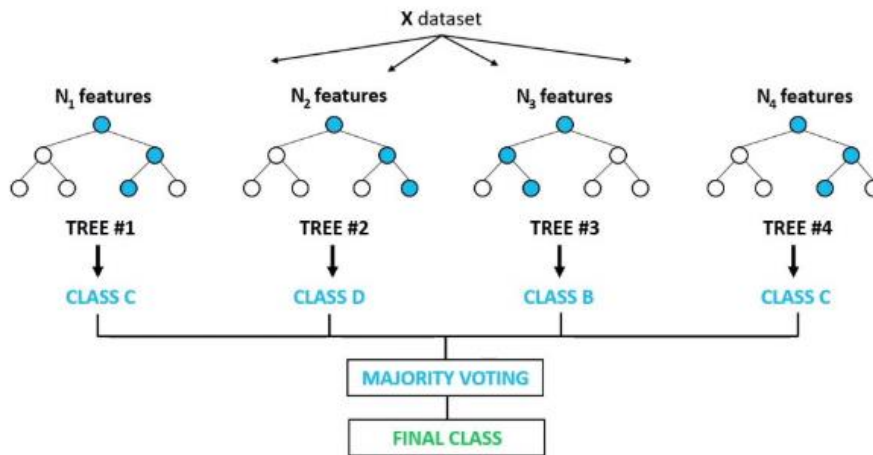 X dataset
N₁ features N₂ features N₃ features N₄ features
TREE #1 TREE #2 TREE #3 TREE #4
CLASS C CLASS D CLASS B CLASS C
MAJORITY VOTING
FINAL CLASS